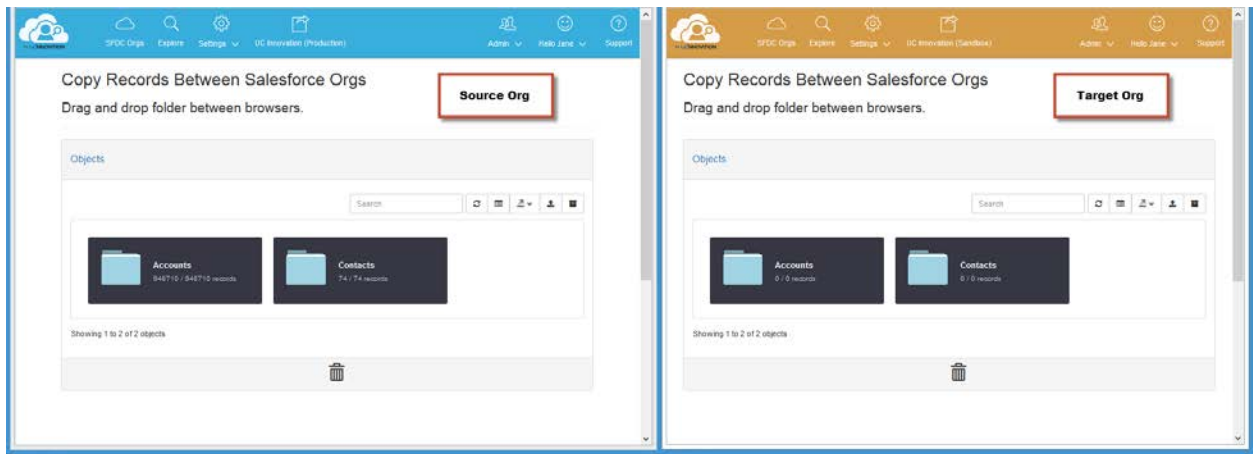 SFDC Orgs Explore Settings UC Innovation (Production) Admin Hello Jane Support
Copy Records Between Salesforce Orgs
Drag and drop folder between browsers.
Source Org
Objects
Search
Accounts
948710 / 948710 records
Contacts
74 / 74 records
Showing 1 to 2 of 2 objects
SFDC Orgs Explore Settings UC Innovation (Sandbox) Admin Hello Jane Support
Copy Records Between Salesforce Orgs
Drag and drop folder between browsers.
Target Org
Objects
Search
Accounts
0 / 0 records
Contacts
0 / 0 records
Showing 1 to 2 of 2 objects